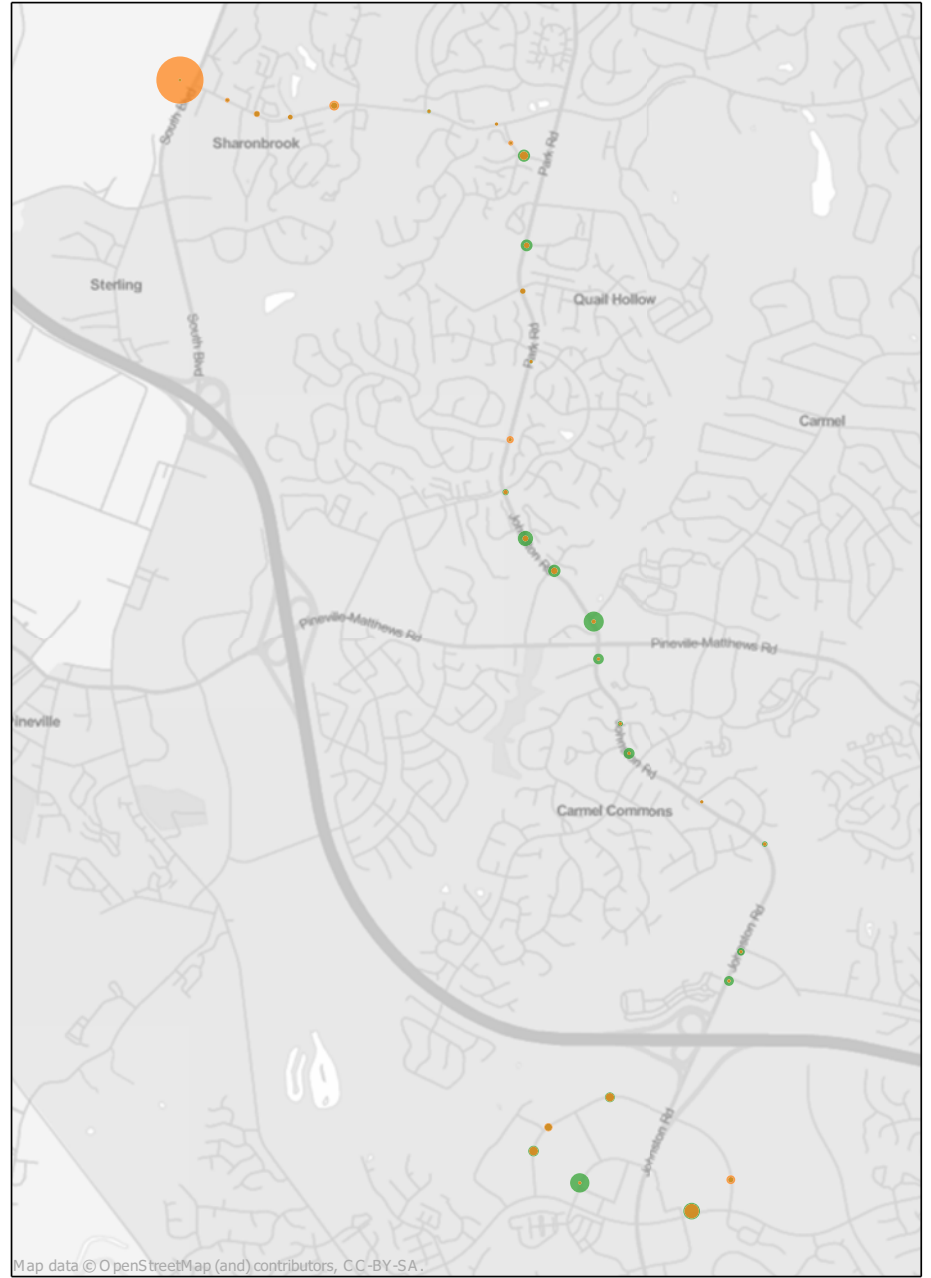 South Blvd
Sharonbrook
Park Rd
Sterling
Quail Hollow
South Blvd
Park Rd
Carmel
Johnston Rd
Pineville-Matthews Rd
Pineville-Matthews Rd
ineville
Johnston Rd
Carmel Commons
Johnston Rd
Johnston Rd
Map data © OpenStreetMap (and) contributors, CC-BY-SA.